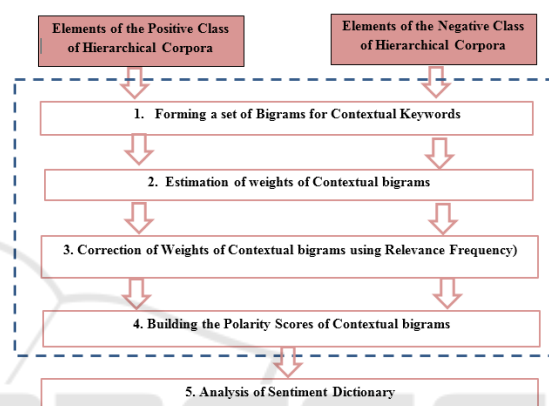 Elements of the Positive Class
of Hierarchical Corpora
Elements of the Negative Class
of Hierarchical Corpora
1. Forming a set of Bigrams for Contextual Keywords
2. Estimation of weights of Contextual bigrams
3. Correction of Weights of Contextual bigrams using Relevance Frequency)
4. Building the Polarity Scores of Contextual bigrams
5. Analysis of Sentiment Dictionary